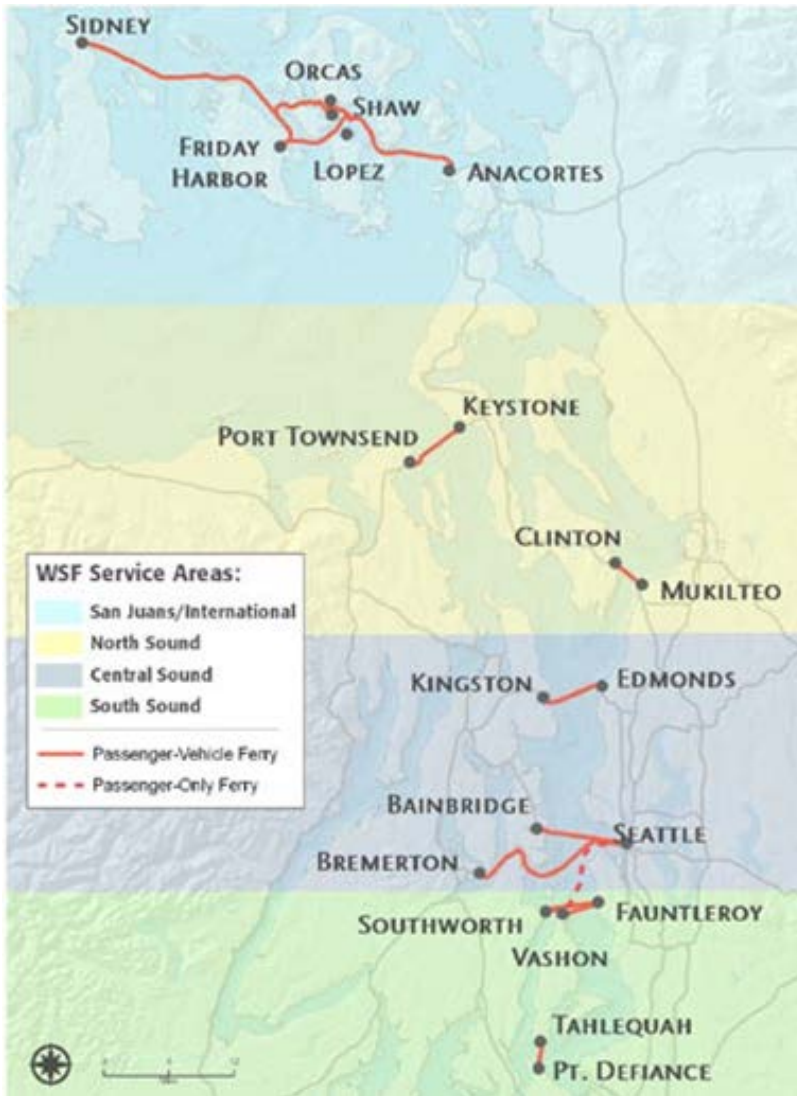 SIDNEY
ORCAS
SHAW
FRIDAY
HARBOR
LOPEZ
ANACORTES
KEYSTONE
PORT TOWNSEND
CLINTON
MUKILTEO
WSF Service Areas:
San Juans/International
North Sound
Central Sound
South Sound
Passenger-Vehicle Ferry
Passenger-Only Ferry
KINGSTON
EDMONDS
BAINBRIDGE
SEATTLE
BREMERTON
SOUTHWORTH
FAUNTLEROY
VASHON
TAHLEQUAH
PT. DEFIANCE